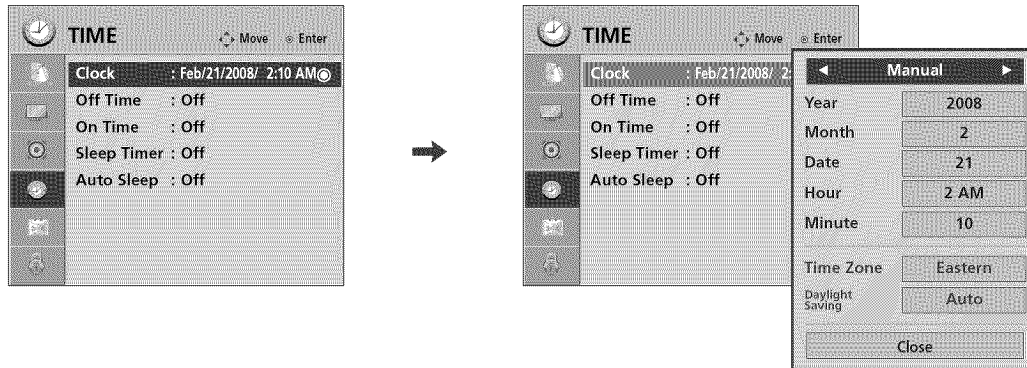 TIME Move Enter
Clock : Feb/21/2008/ 2:10 AM
Off Time : Off
On Time : Off
Sleep Timer : Off
Auto Sleep : Off
TIME Move Enter
Clock : Feb/21/2008/ 2:
Off Time : Off
On Time : Off
Sleep Timer : Off
Auto Sleep : Off
Manual
Year 2008
Month 2
Date 21
Hour 2 AM
Minute 10
Time Zone Eastern
Daylight
Saving Auto
Close